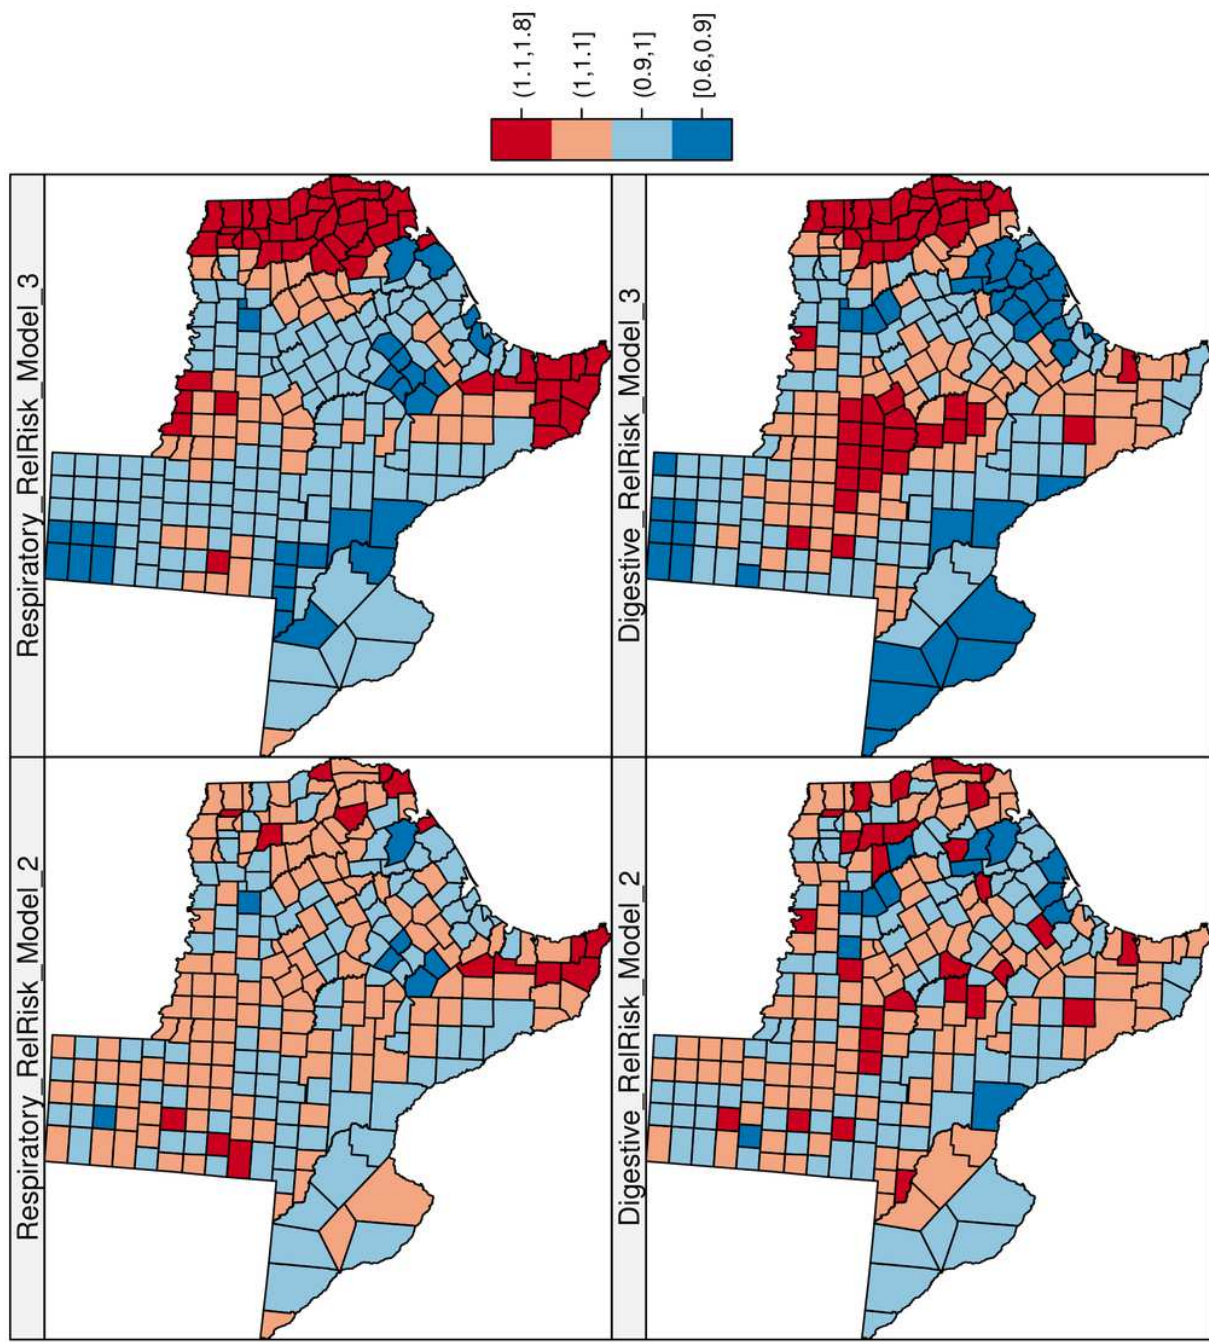 Respiratory_RelRisk_Model_2
Respiratory_RelRisk_Model_3
Digestive_RelRisk_Model_2
Digestive_RelRisk_Model_3
(1.1,1.8]
(1,1.1]
(0.9,1]
[0.6,0.9]